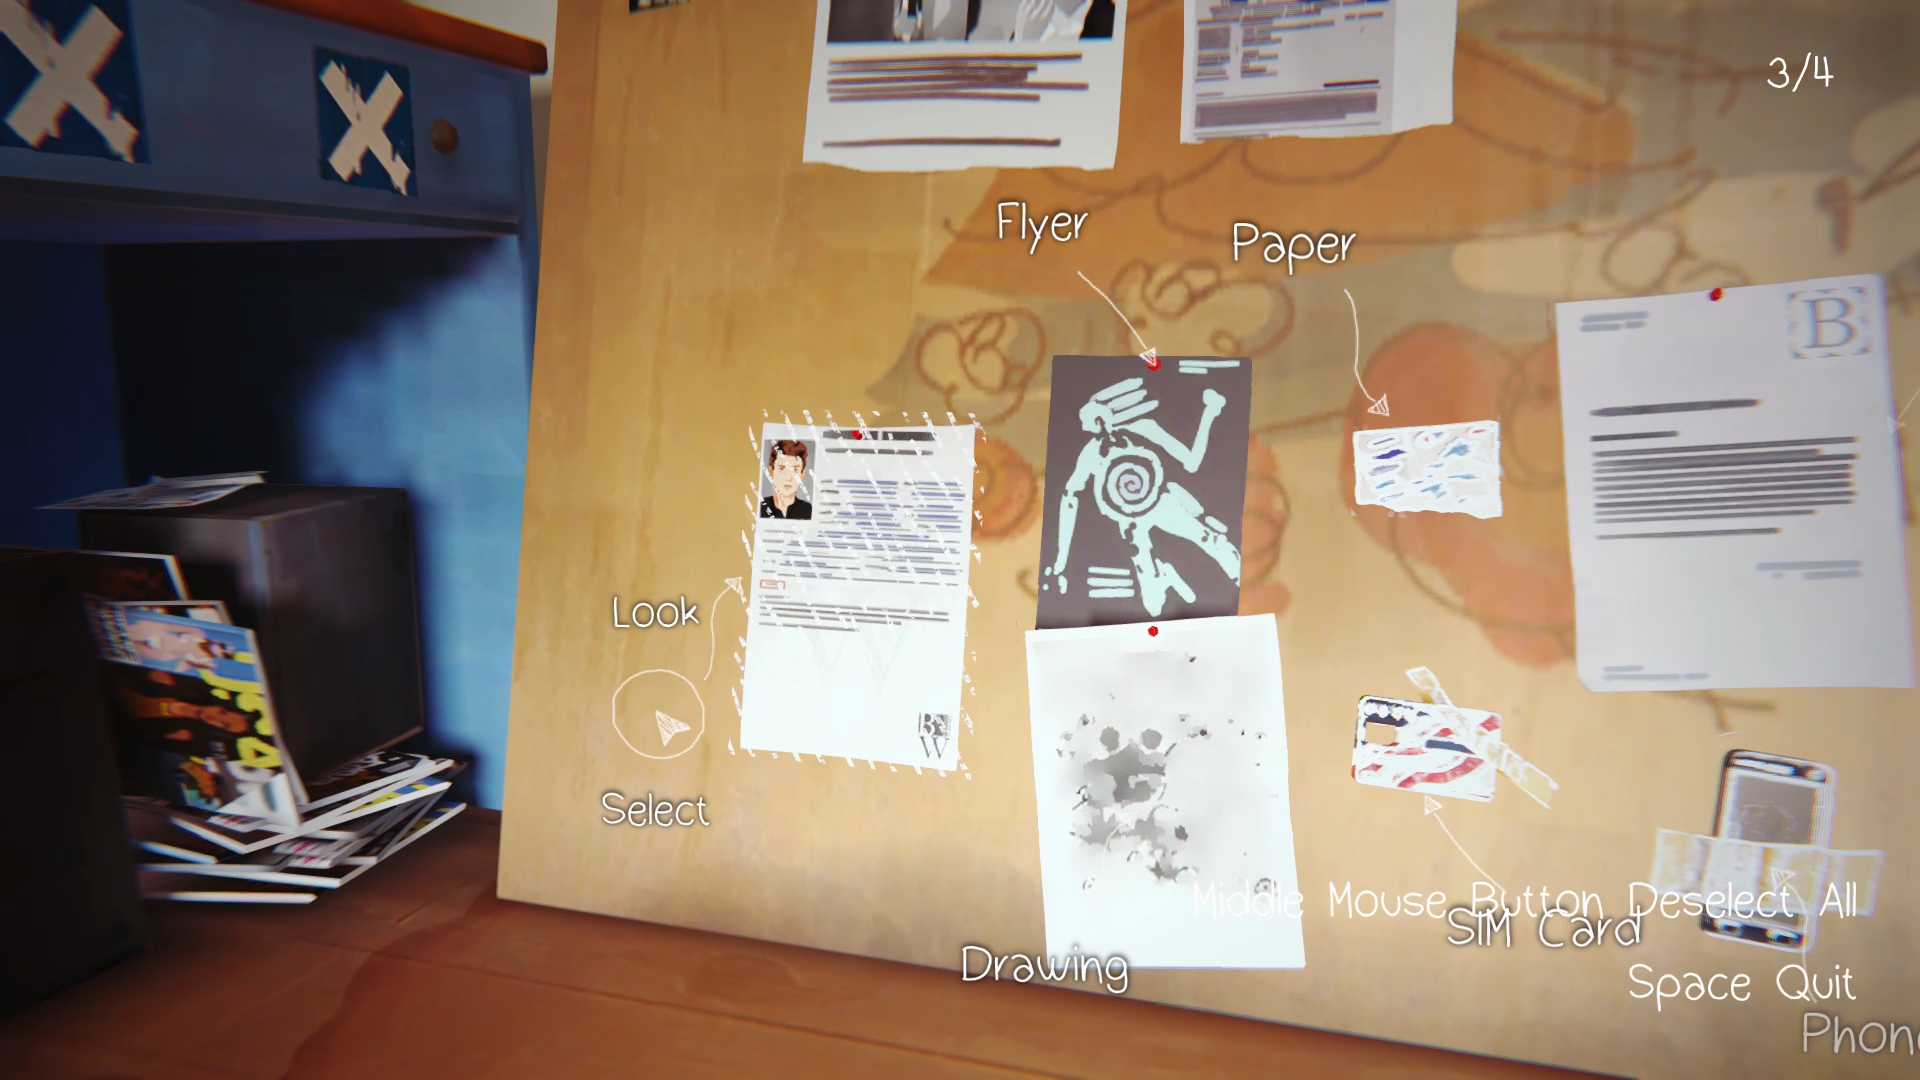 3/4
Flyer
Paper
B
Look
Select
B
W
Middle Mouse Button Deselect All
SIM Card
Drawing
Space Quit
Phon